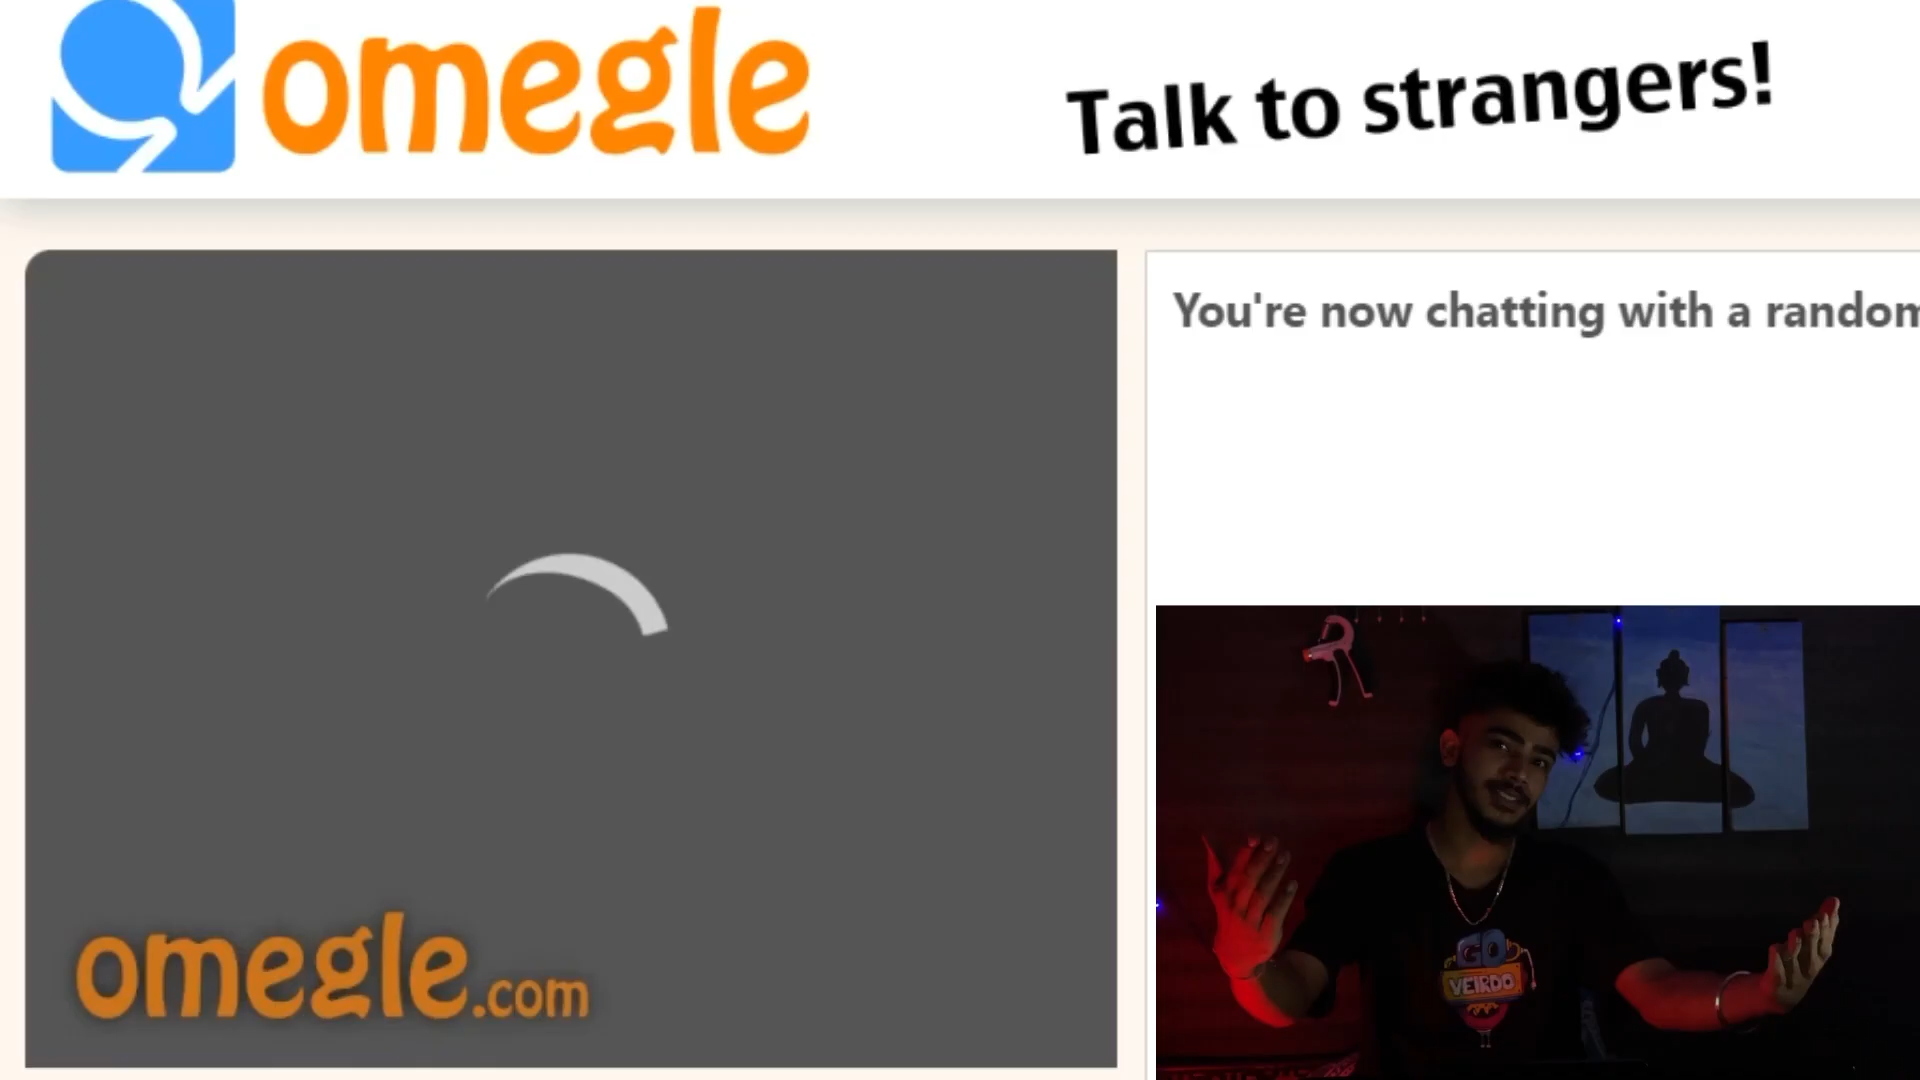 omegle
Talk to strangers!
You're now chatting with a random
omegle.com
GO
VEIRDO